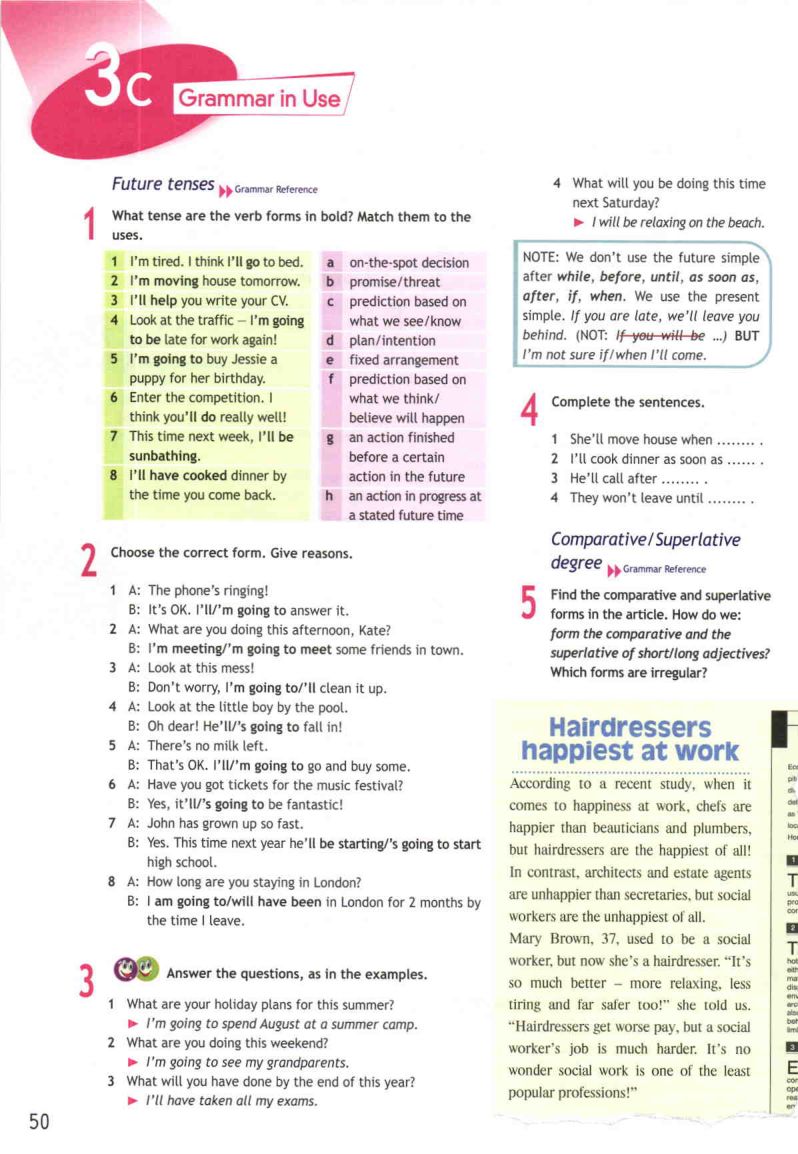 3c
Grammar in Use
Future tenses Grammar Reference
1
What tense are the verb forms in bold? Match them to the
uses.
1 I'm tired. I think I'll go to bed.
2 I'm moving house tomorrow.
3 I'll help you write your CV.
4 Look at the traffic – I'm going
to be late for work again!
5 I'm going to buy Jessie a
puppy for her birthday.
6 Enter the competition. I
think you'll do really well!
7 This time next week, I'll be
sunbathing.
8 I'll have cooked dinner by
the time you come back.
a on-the-spot decision
b promise/threat
c prediction based on
what we see/know
d plan/intention
e fixed arrangement
f prediction based on
what we think/
believe will happen
g an action finished
before a certain
action in the future
h an action in progress at
a stated future time
2
Choose the correct form. Give reasons.
1 A: The phone's ringing!
B: It's OK. I'll/'m going to answer it.
2 A: What are you doing this afternoon, Kate?
B: I'm meeting/'m going to meet some friends in town.
3 A: Look at this mess!
B: Don't worry, I'm going to/'ll clean it up.
4 A: Look at the little boy by the pool.
B: Oh dear! He'll/'s going to fall in!
5 A: There's no milk left.
B: That's OK. I'll/'m going to go and buy some.
6 A: Have you got tickets for the music festival?
B: Yes, it'll/'s going to be fantastic!
7 A: John has grown up so fast.
B: Yes. This time next year he'll be starting/'s going to start
high school.
8 A: How long are you staying in London?
B: I am going to/will have been in London for 2 months by
the time I leave.
3
Answer the questions, as in the examples.
1 What are your holiday plans for this summer?
► I'm going to spend August at a summer camp.
2 What are you doing this weekend?
► I'm going to see my grandparents.
3 What will you have done by the end of this year?
► I'll have taken all my exams.
50
4 What will you be doing this time
next Saturday?
► I will be relaxing on the beach.
NOTE: We don't use the future simple
after while, before, until, as soon as,
after, if, when. We use the present
simple. If you are late, we'll leave you
behind. (NOT: If you will be ...) BUT
I'm not sure if/when I'll come.
4
Complete the sentences.
1 She'll move house when ........ .
2 I'll cook dinner as soon as ...... .
3 He'll call after ........ .
4 They won't leave until ........ .
Comparative/Superlative
degree Grammar Reference
5
Find the comparative and superlative
forms in the article. How do we:
form the comparative and the
superlative of short/long adjectives?
Which forms are irregular?
Hairdressers
happiest at work
According to a recent study, when it
comes to happiness at work, chefs are
happier than beauticians and plumbers,
but hairdressers are the happiest of all!
In contrast, architects and estate agents
are unhappier than secretaries, but social
workers are the unhappiest of all.
Mary Brown, 37, used to be a social
worker, but now she's a hairdresser. "It's
so much better – more relaxing, less
tiring and far safer too!" she told us.
"Hairdressers get worse pay, but a social
worker's job is much harder. It's no
wonder social work is one of the least
popular professions!"
1
2
3